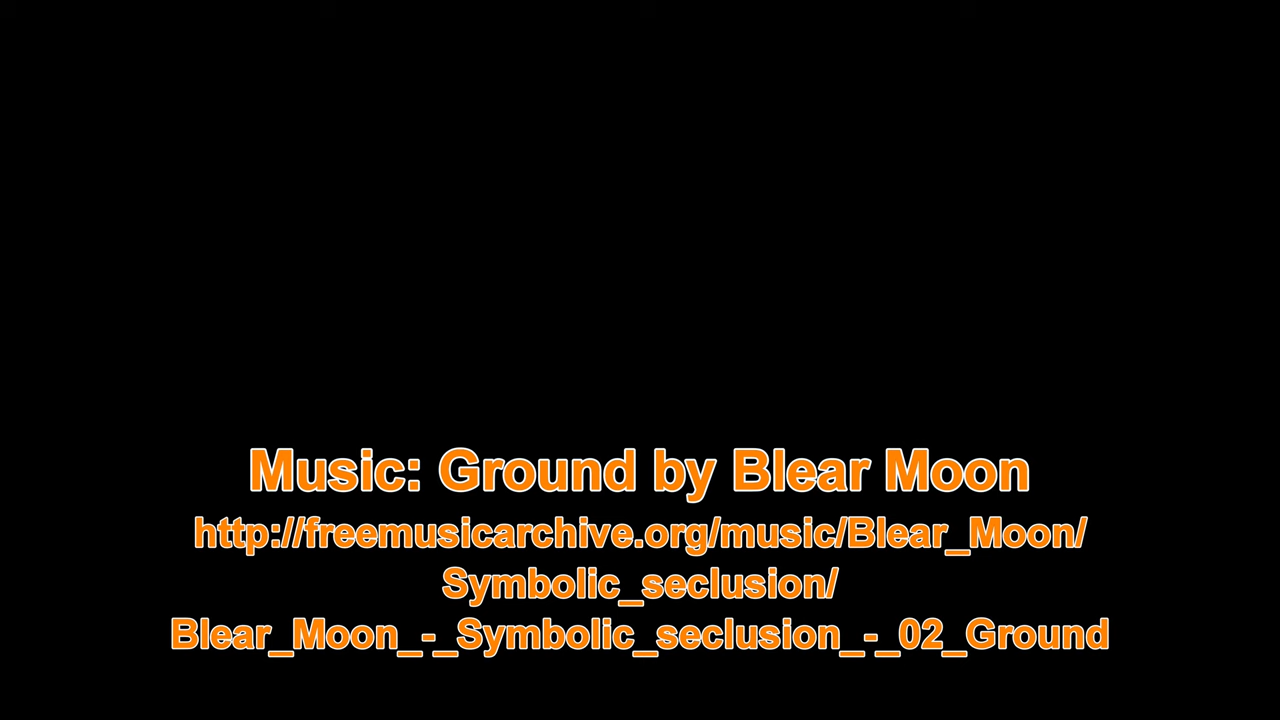 Music: Ground by Blear Moon
http://freemusicarchive.org/music/Blear_Moon/
Symbolic_seclusion/
Blear_Moon_-_Symbolic_seclusion_-_02_Ground